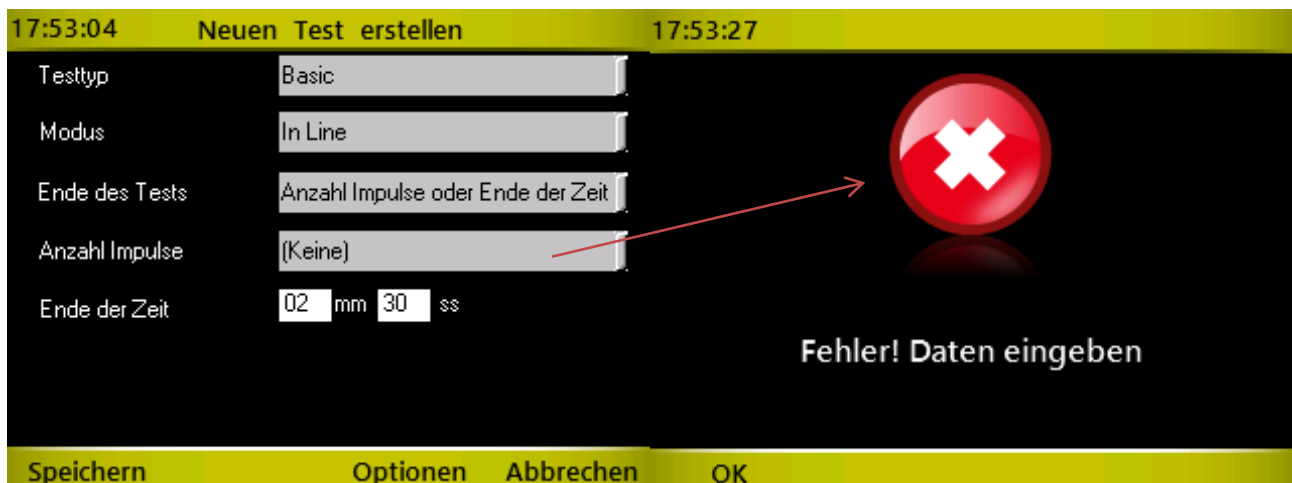 17:53:04 Neuen Test erstellen
Testtyp Basic
Modus In Line
Ende des Tests Anzahl Impulse oder Ende der Zeit
Anzahl Impulse (Keine)
Ende der Zeit 02 mm 30 ss
Speichern Optionen Abbrechen
17:53:27
Fehler! Daten eingeben
OK